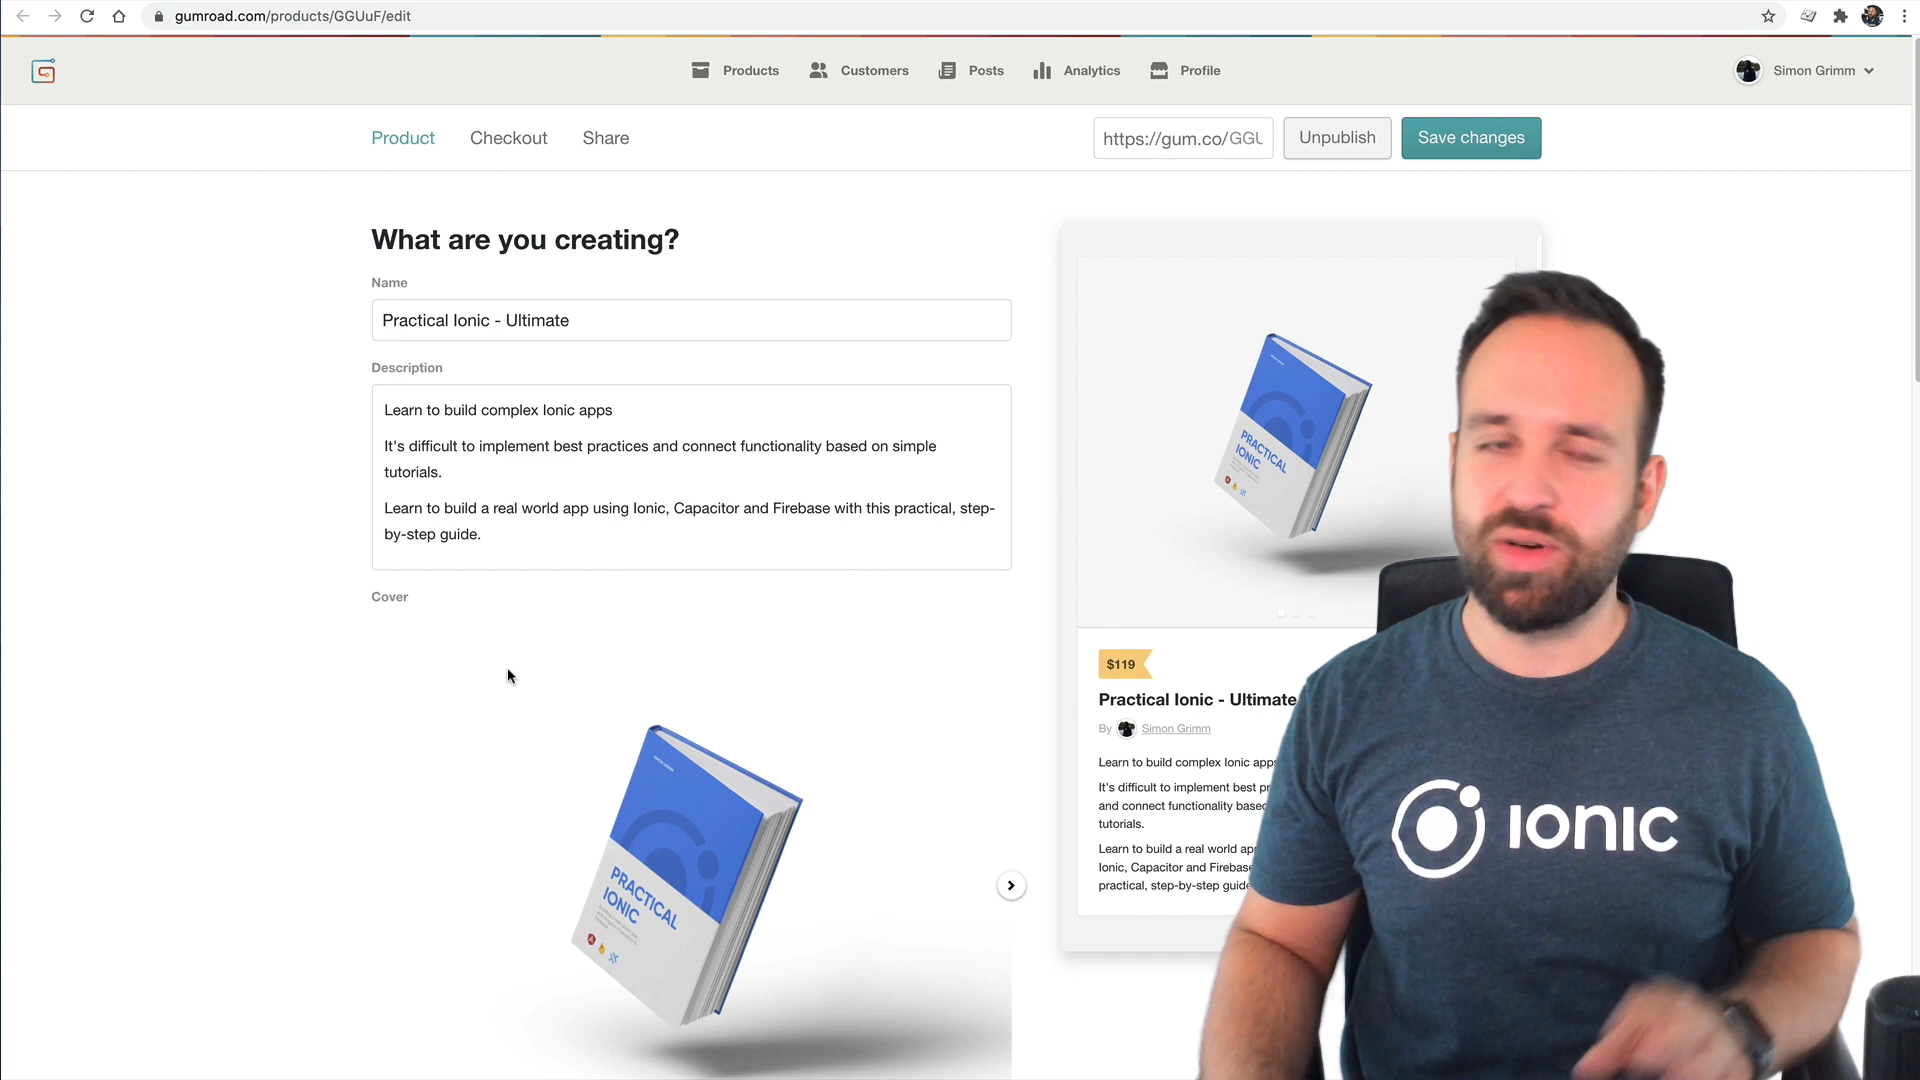 gumroad.com/products/GGUuF/edit
Products
Customers
Posts
Analytics
Profile
Simon Grimm
Product
Checkout
Share
https://gum.co/GGU
Unpublish
Save changes
What are you creating?
Name
Practical Ionic - Ultimate
Description
Learn to build complex Ionic apps
It's difficult to implement best practices and connect functionality based on simple
tutorials.
Learn to build a real world app using Ionic, Capacitor and Firebase with this practical, step-
by-step guide.
Cover
PRACTICAL
IONIC
PRACTICAL
IONIC
$119
Practical Ionic - Ultimate
By
Simon Grimm
Learn to build complex Ionic apps
It's difficult to implement best pr
and connect functionality based
tutorials.
Learn to build a real world app
Ionic, Capacitor and Firebase
practical, step-by-step guide
IONIC